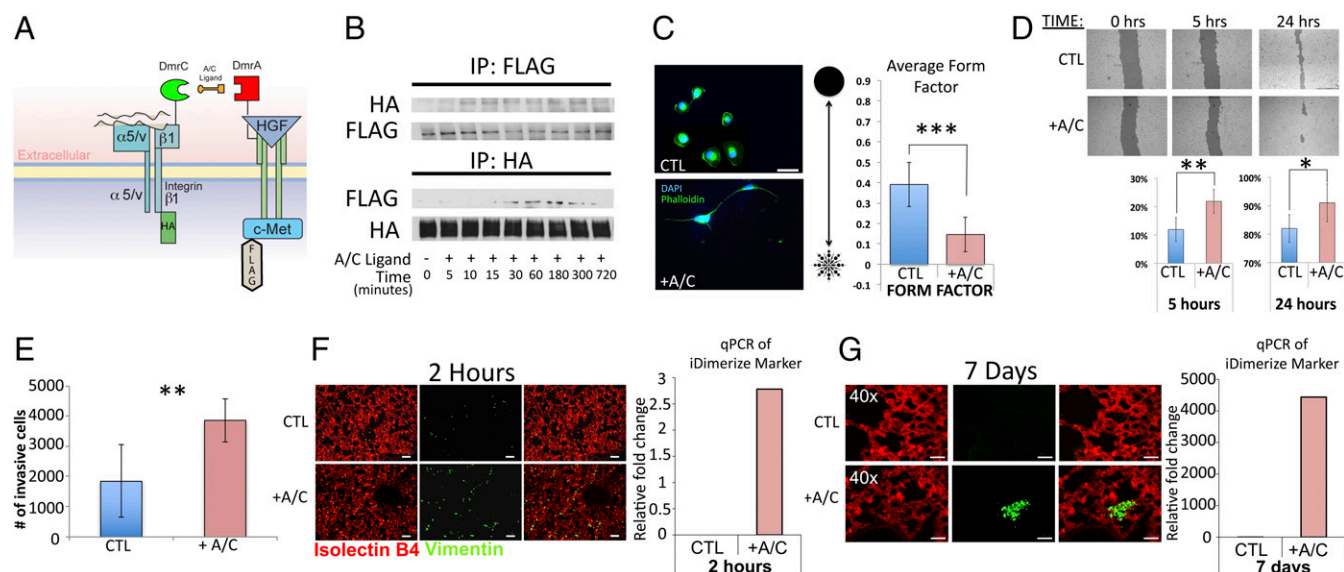 A
DmrC
A/C
Ligand
DmrA
α5/v
β1
HGF
Extracellular
α 5/v
Integrin
β1
HA
c-Met
F
L
A
G
B
IP: FLAG
HA
FLAG
IP: HA
FLAG
HA
A/C Ligand - + + + + + + + +
Time 0 5 10 15 30 60 180 300 720
(minutes)
C
CTL
DAPI
Phalloidin
+A/C
Average Form
Factor
***
0.9
0.8
0.7
0.6
0.5
0.4
0.3
0.2
0.1
0
0.1
CTL +A/C
FORM FACTOR
D
TIME: 0 hrs 5 hrs 24 hrs
CTL
+A/C
**
30%
20%
10%
0%
CTL +A/C
5 hours
*
100%
90%
80%
70%
CTL +A/C
24 hours
E
# of invasive cells
5000
4000
3000
2000
1000
0
**
CTL + A/C
F
2 Hours
CTL
+A/C
Isolectin B4 Vimentin
qPCR of
iDimerize Marker
Relative fold change
3
2.5
2
1.5
1
0.5
0
CTL +A/C
2 hours
G
7 Days
CTL
40x
+A/C
40x
qPCR of
iDimerize Marker
Relative fold change
5000
4000
3000
2000
1000
0
CTL +A/C
7 days